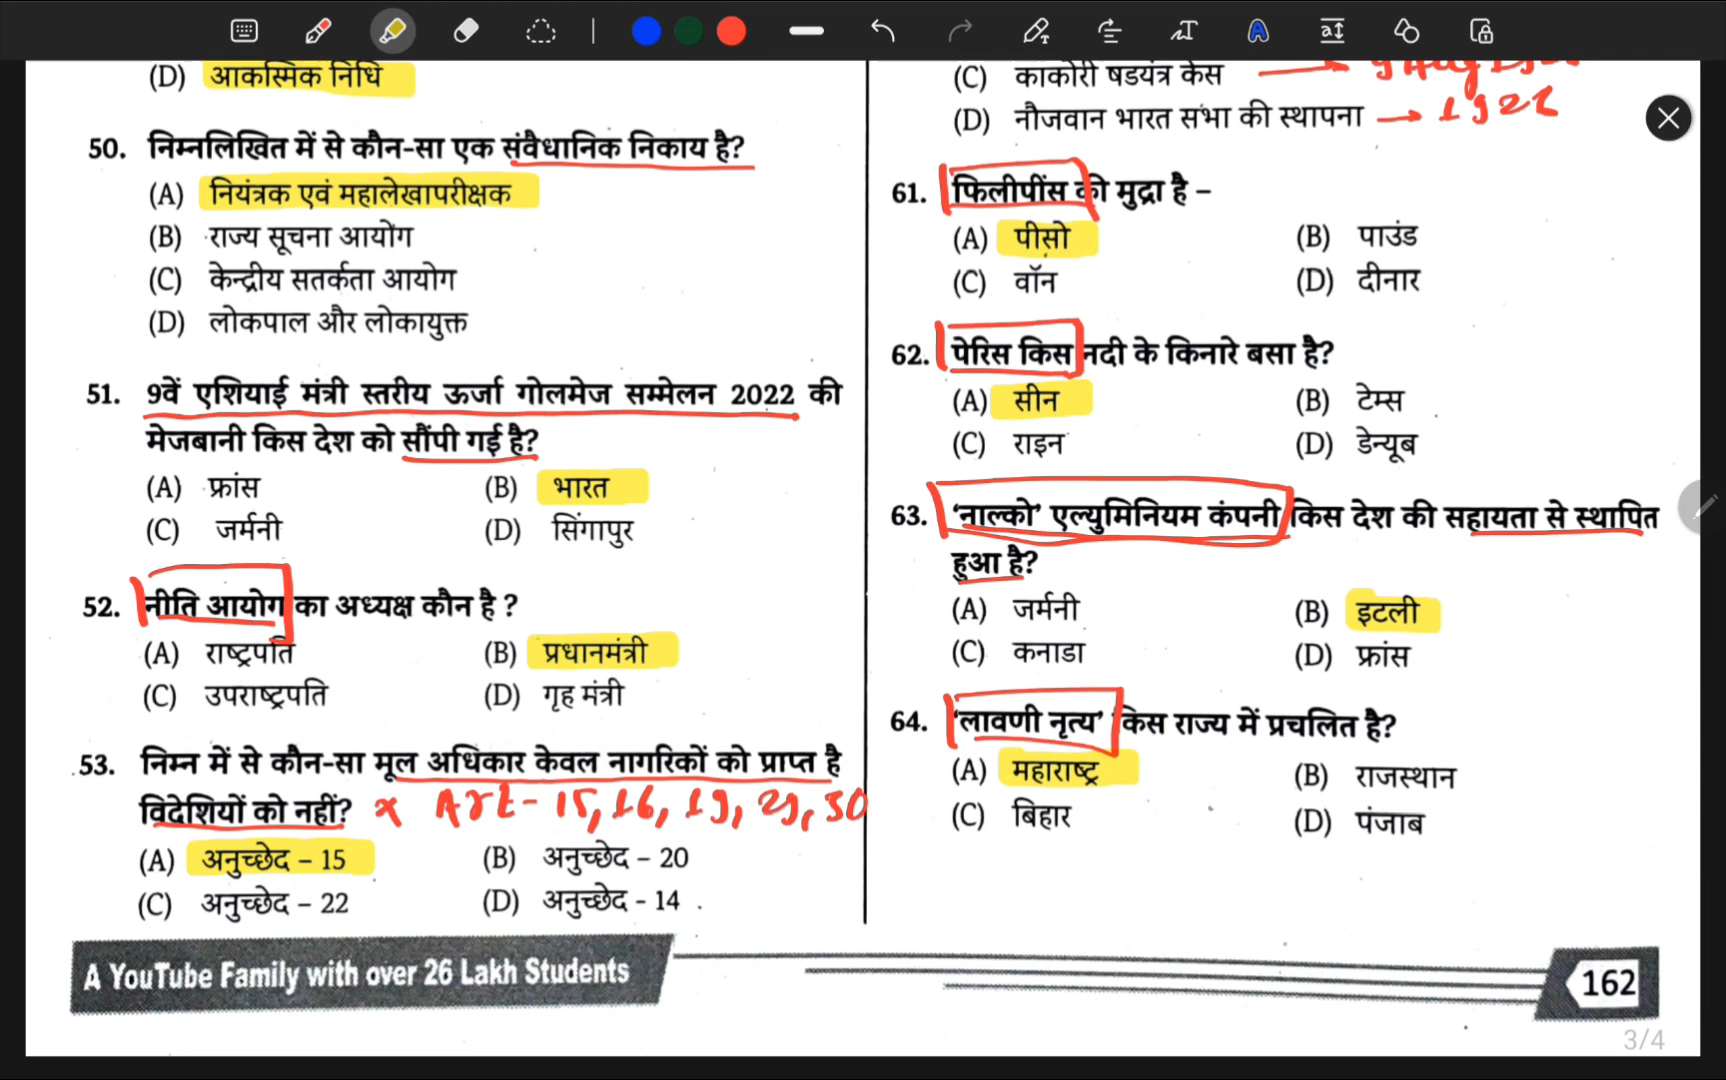 (D) आकस्मिक निधि
50. निम्नलिखित में से कौन-सा एक संवैधानिक निकाय है?
(A) नियंत्रक एवं महालेखापरीक्षक
(B) राज्य सूचना आयोग
(C) केन्द्रीय सतर्कता आयोग
(D) लोकपाल और लोकायुक्त
51. 9वें एशियाई मंत्री स्तरीय ऊर्जा गोलमेज सम्मेलन 2022 की
मेजबानी किस देश को सौंपी गई है?
(A) फ्रांस (B) भारत
(C) जर्मनी (D) सिंगापुर
52. नीति आयोग का अध्यक्ष कौन है ?
(A) राष्ट्रपति (B) प्रधानमंत्री
(C) उपराष्ट्रपति (D) गृह मंत्री
53. निम्न में से कौन-सा मूल अधिकार केवल नागरिकों को प्राप्त है
विदेशियों को नहीं? x Art - 15, 16, 19, 29, 30
(A) अनुच्छेद – 15 (B) अनुच्छेद – 20
(C) अनुच्छेद – 22 (D) अनुच्छेद - 14
(C) काकोरी षडयंत्र केस → 9 Aug
(D) नौजवान भारत सभा की स्थापना →
61. फिलीपींस की मुद्रा है –
(A) पीसो (B) पाउंड
(C) वॉन (D) दीनार
62. पेरिस किस नदी के किनारे बसा है?
(A) सीन (B) टेम्स
(C) राइन (D) डेन्यूब
63. ‘नाल्को’ एल्युमिनियम कंपनी किस देश की सहायता से स्थापित
हुआ है?
(A) जर्मनी (B) इटली
(C) कनाडा (D) फ्रांस
64. ‘लावणी नृत्य’ किस राज्य में प्रचलित है?
(A) महाराष्ट्र (B) राजस्थान
(C) बिहार (D) पंजाब
A YouTube Family with over 26 Lakh Students
162
3/4